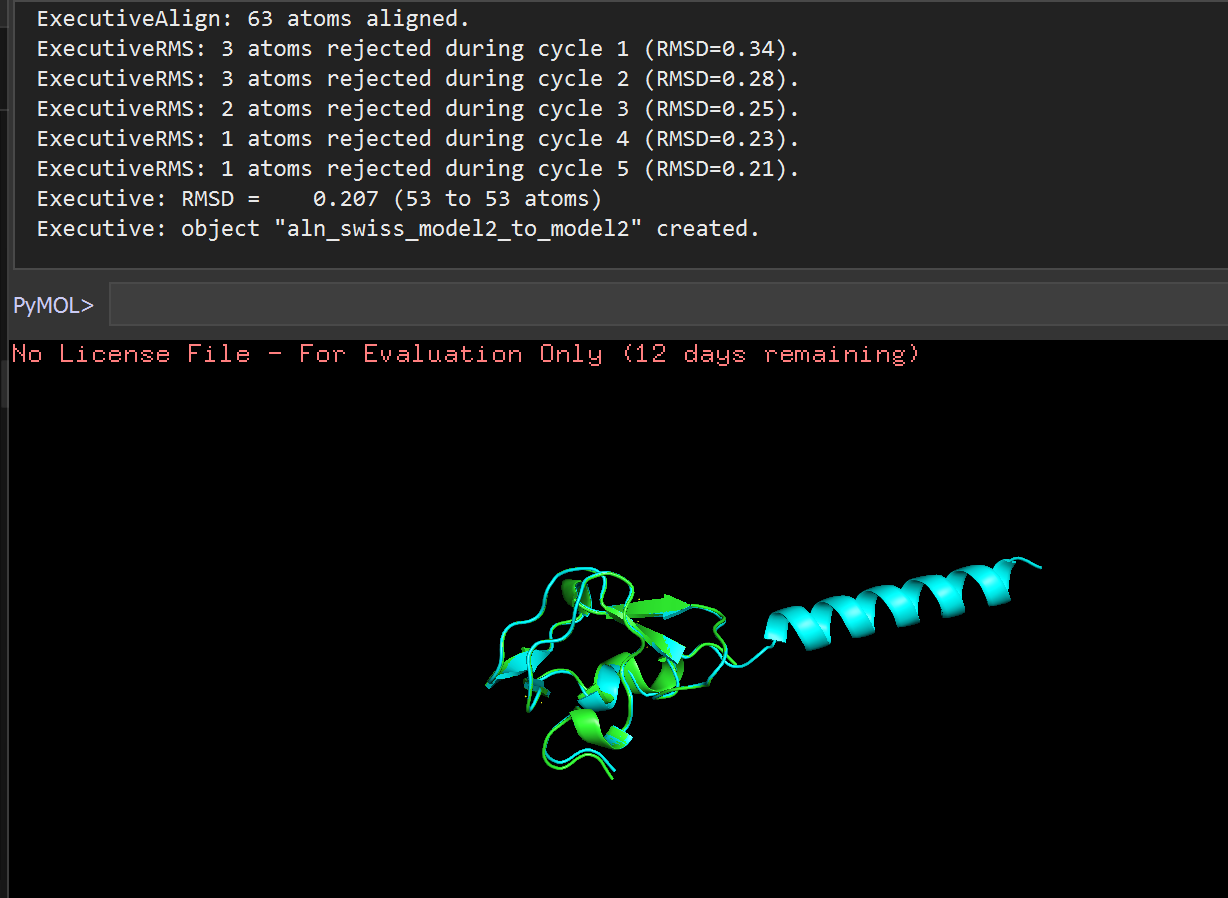 ExecutiveAlign: 63 atoms aligned.
ExecutiveRMS: 3 atoms rejected during cycle 1 (RMSD=0.34).
ExecutiveRMS: 3 atoms rejected during cycle 2 (RMSD=0.28).
ExecutiveRMS: 2 atoms rejected during cycle 3 (RMSD=0.25).
ExecutiveRMS: 1 atoms rejected during cycle 4 (RMSD=0.23).
ExecutiveRMS: 1 atoms rejected during cycle 5 (RMSD=0.21).
Executive: RMSD =    0.207 (53 to 53 atoms)
Executive: object "aln_swiss_model2_to_model2" created.
PyMOL>
No License File - For Evaluation Only (12 days remaining)